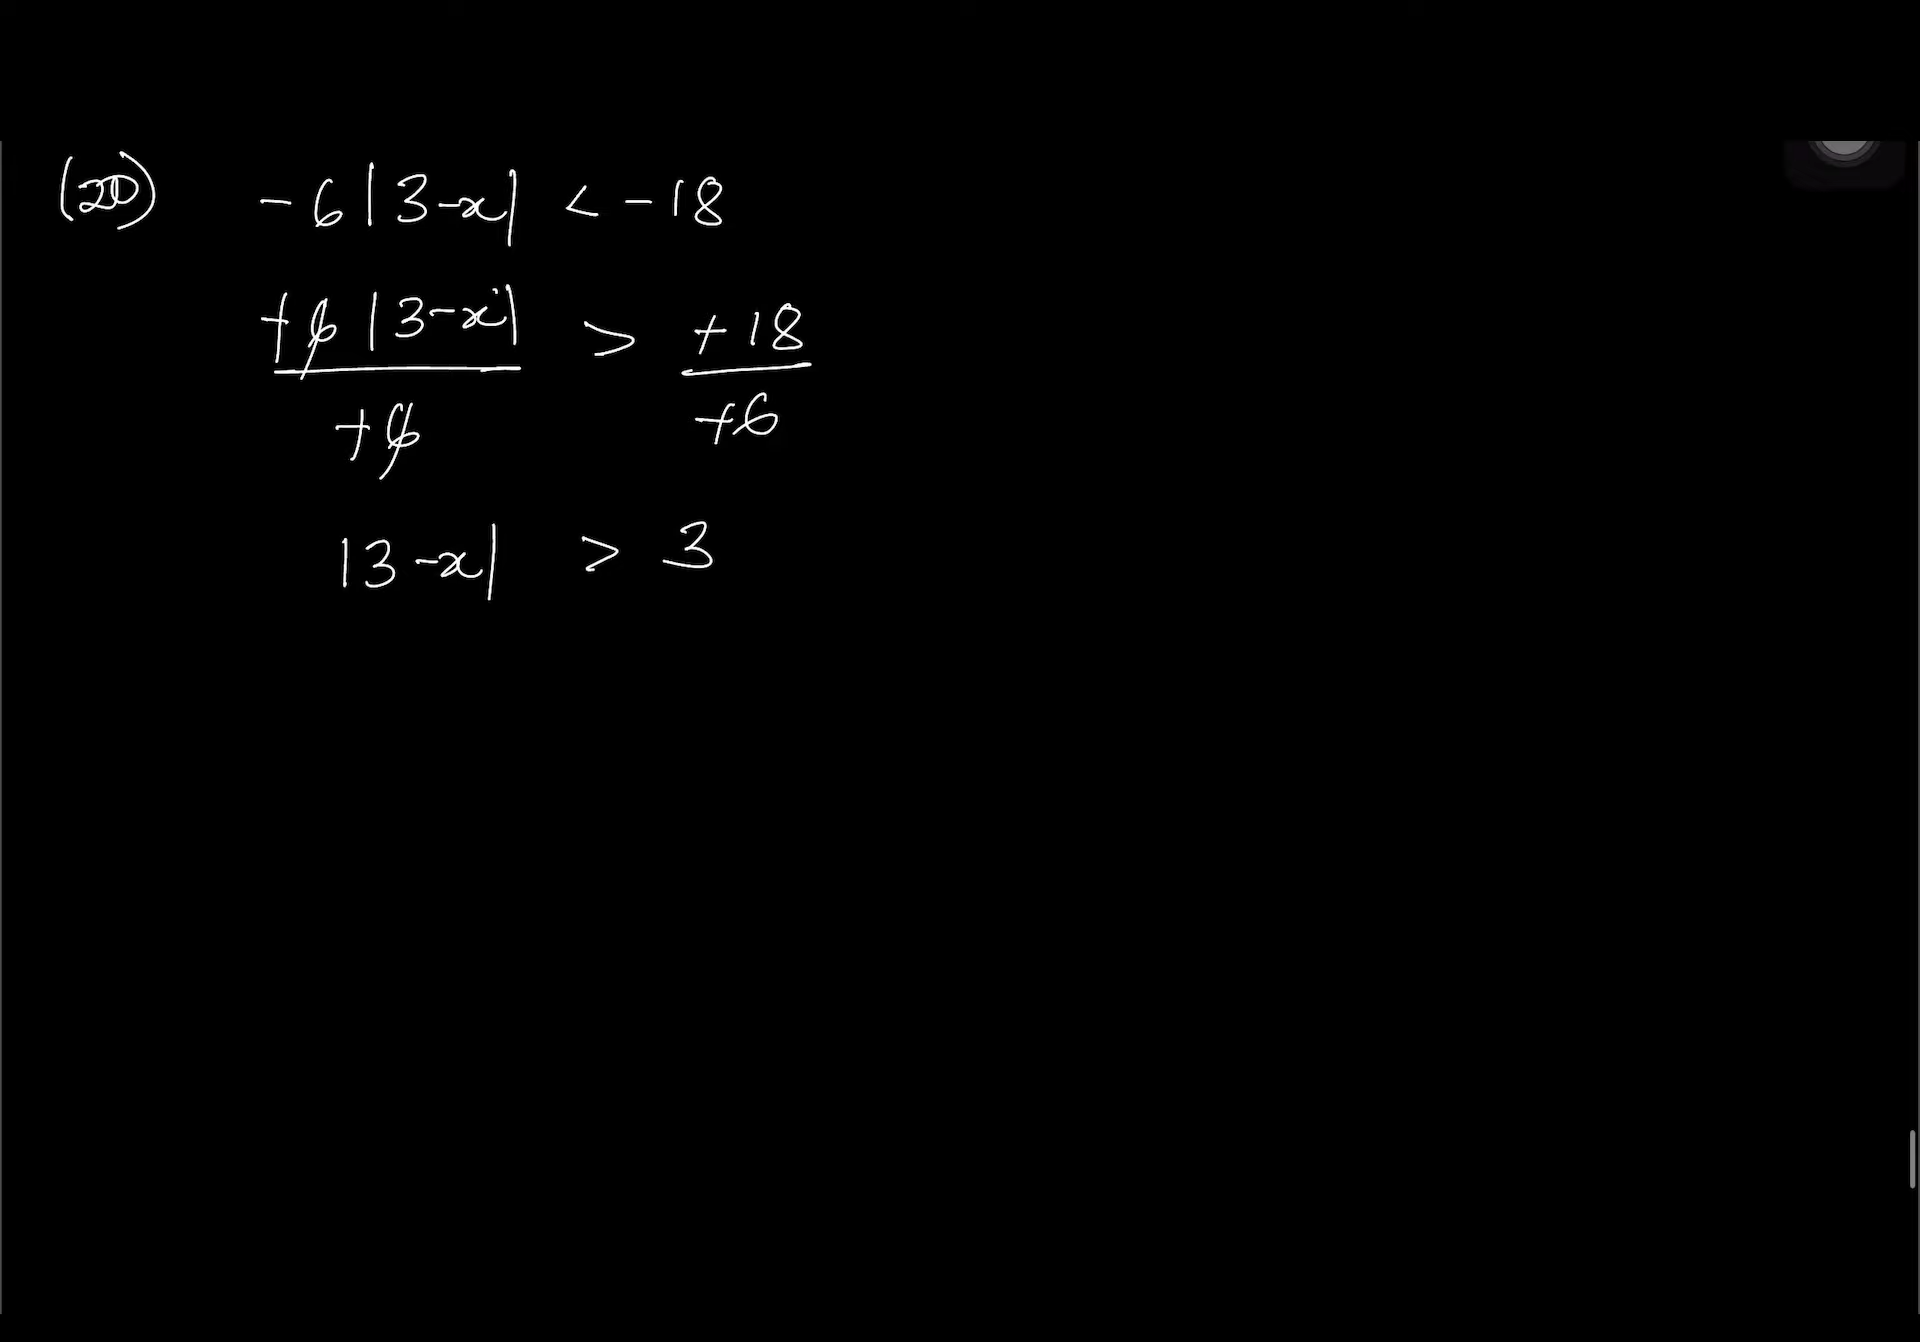 (20) -6|3-x| < -18
+6|3-x| > +18
+6 +6
|3-x| > 3